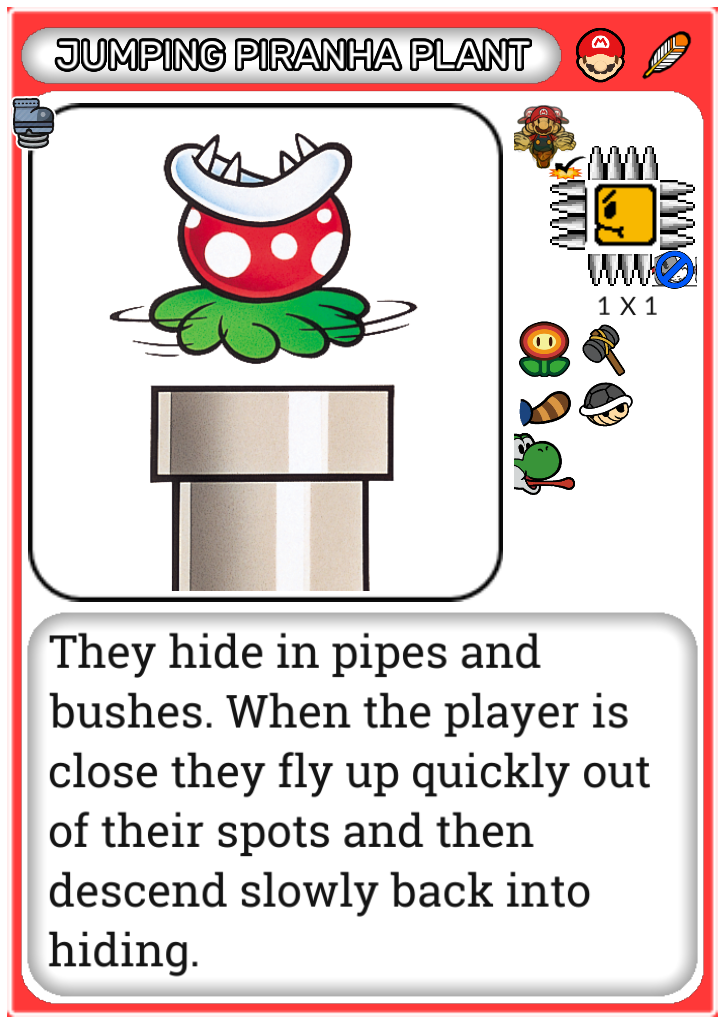 JUMPING PIRANHA PLANT
1 X 1
They hide in pipes and
bushes. When the player is
close they fly up quickly out
of their spots and then
descend slowly back into
hiding.